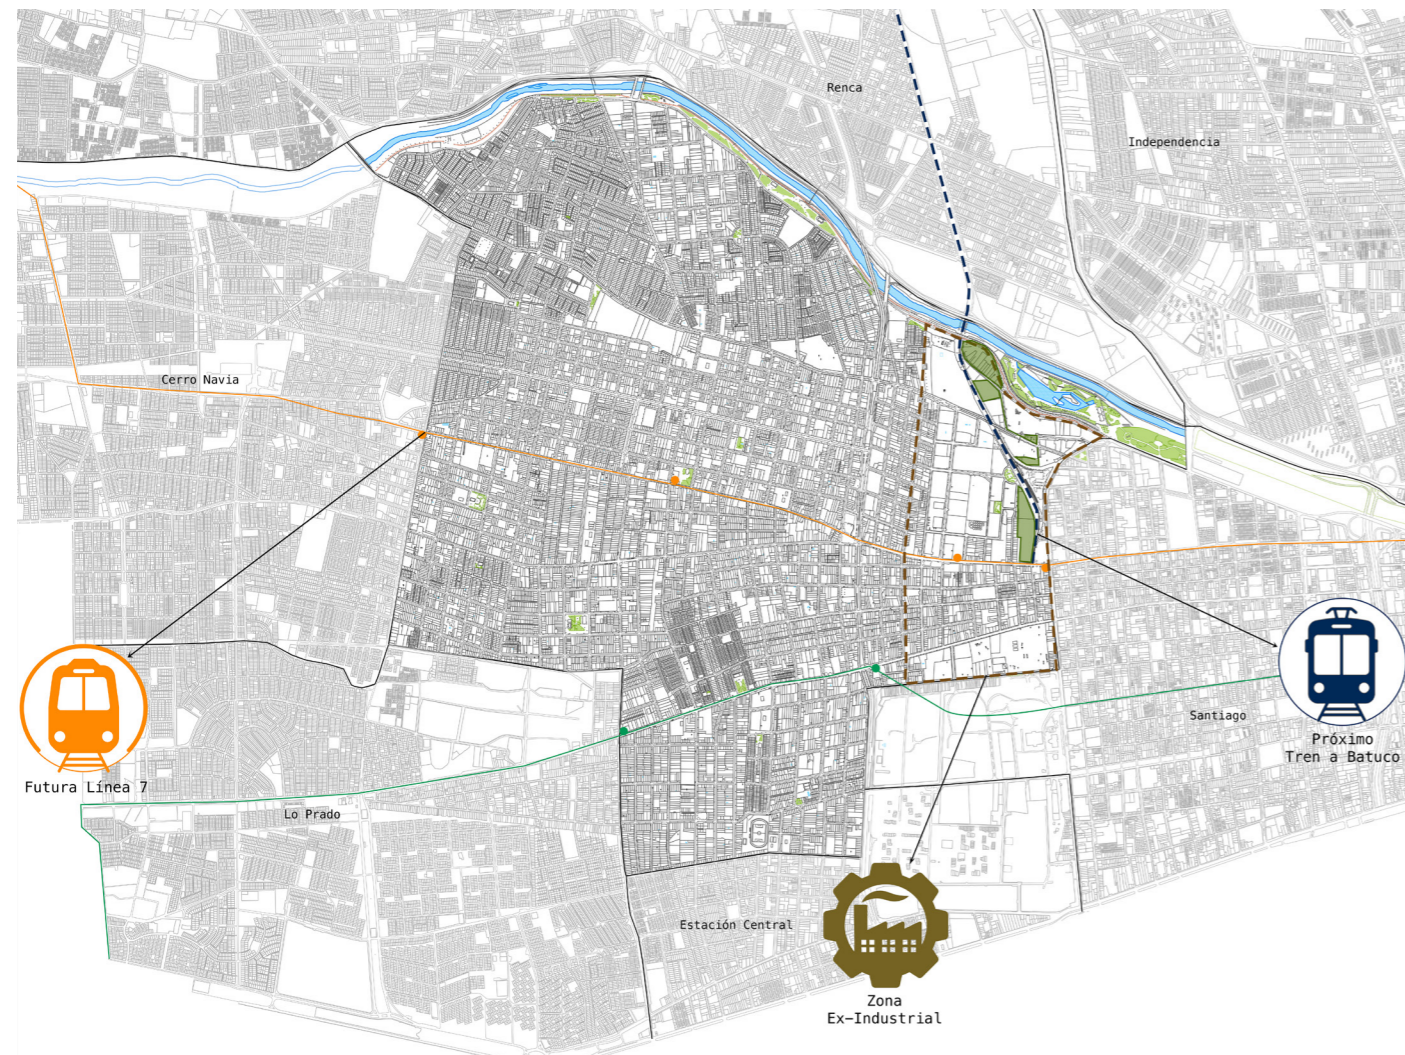 Renca
Independencia
Cerro Navia
Santiago
Próximo
Tren a Batuco
Futura Línea 7
Lo Prado
Estación Central
Zona
Ex-Industrial